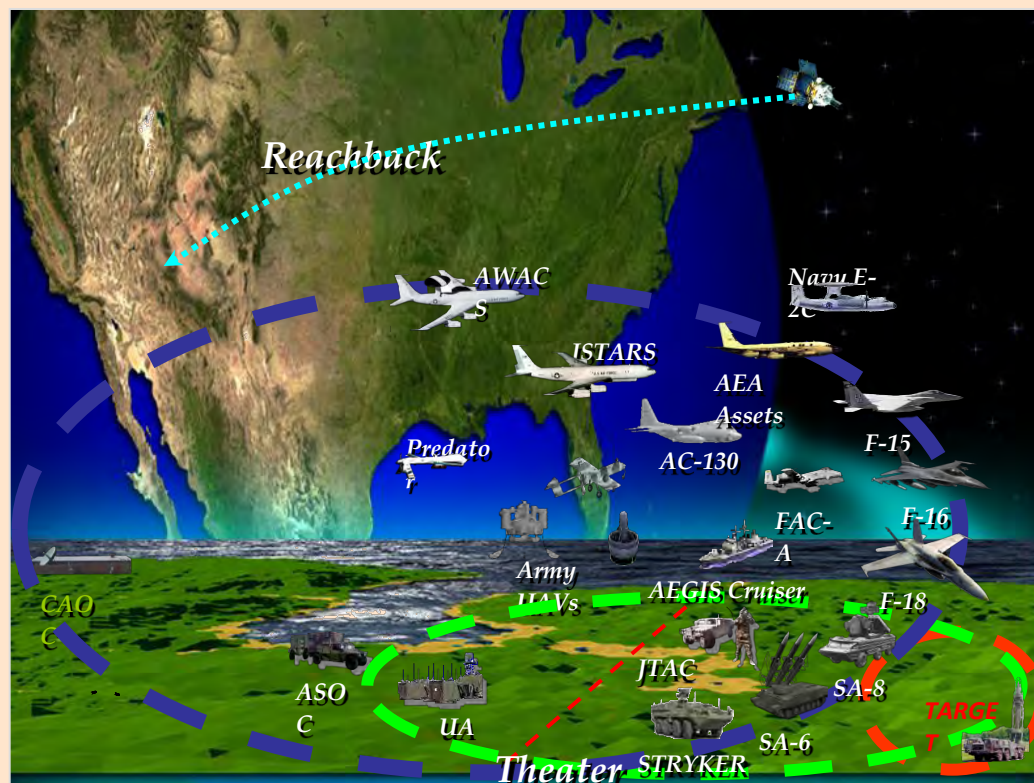 Reachback
AWAC
S
Navy E-
2C
JSTARS
AEA
Assets
F-15
Predato
AC-130
F-16
FAC-
A
Army
UAVs
AEGIS Cruiser
F-18
CAO
C
JTAC
SA-8
ASO
C
UA
TARGE
T
SA-6
Theater
STRYKER